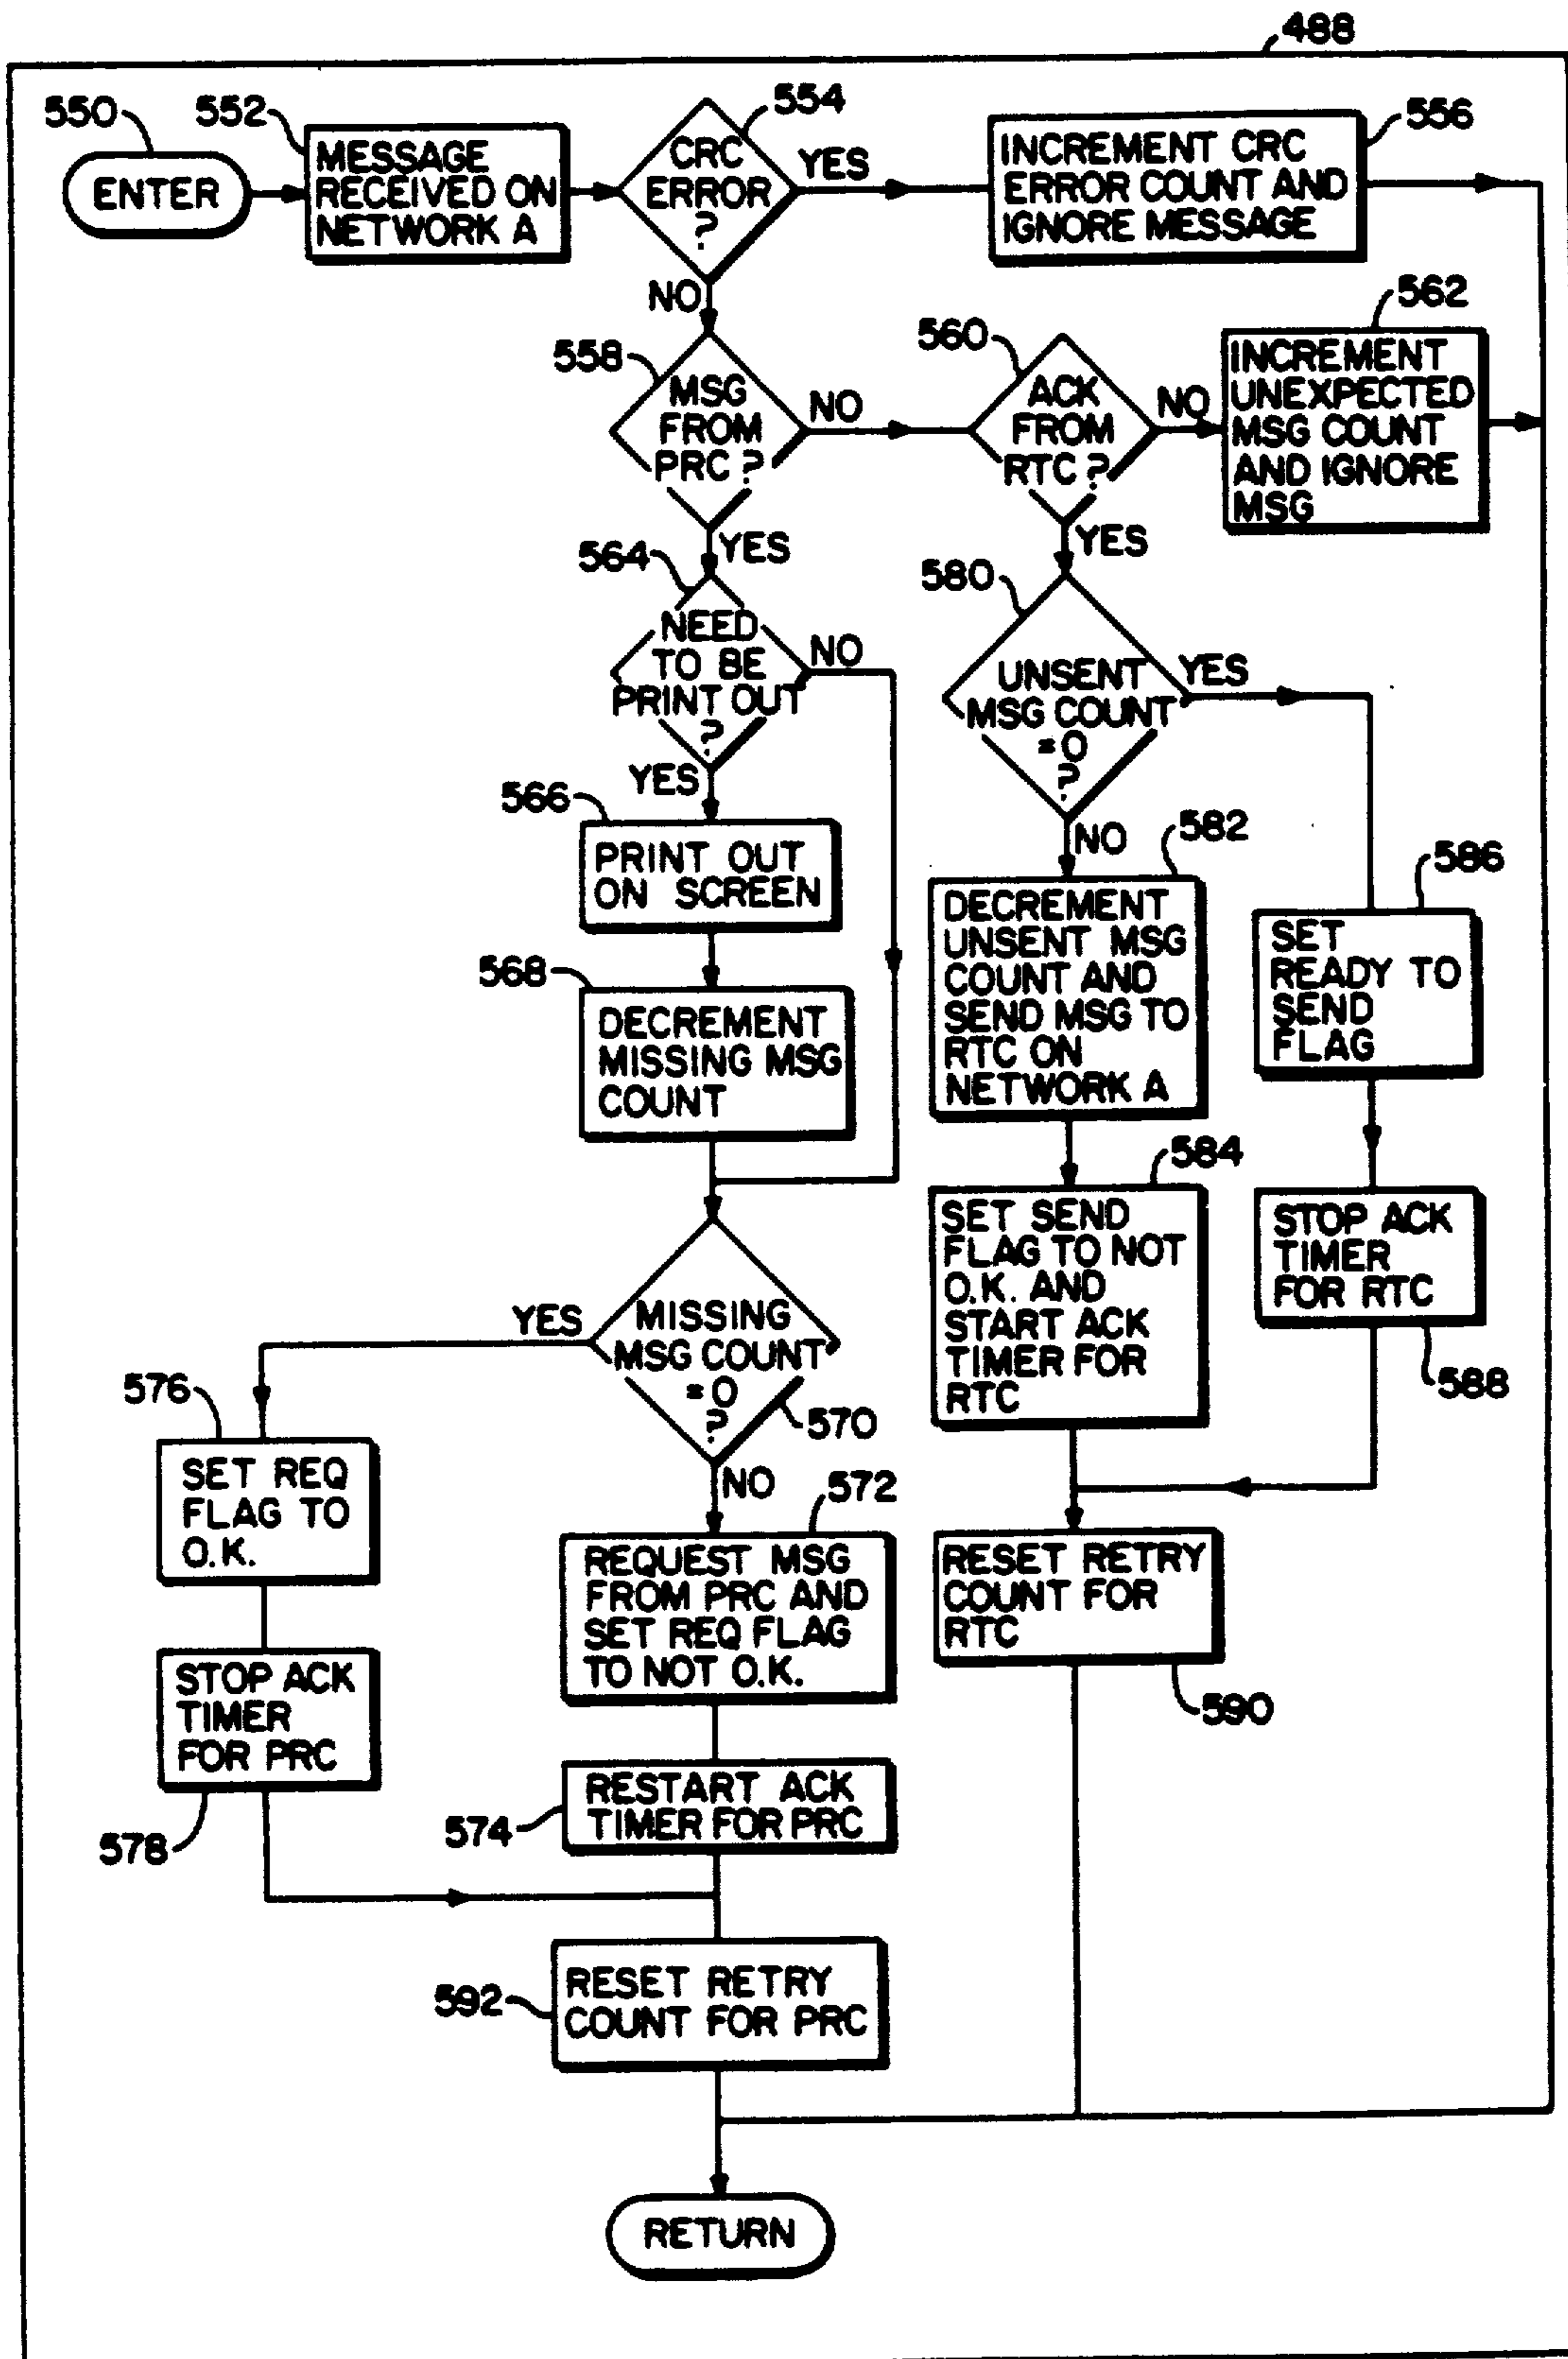 488
550
ENTER
552
MESSAGE
RECEIVED ON
NETWORK A
554
CRC
ERROR
?
YES
NO
556
INCREMENT CRC
ERROR COUNT AND
IGNORE MESSAGE
558
MSG
FROM
PRC ?
NO
YES
560
ACK
FROM
RTC ?
NO
YES
562
INCREMENT
UNEXPECTED
MSG COUNT
AND IGNORE
MSG
564
NEED
TO BE
PRINT OUT
?
NO
YES
566
PRINT OUT
ON SCREEN
568
DECREMENT
MISSING MSG
COUNT
580
UNSENT
MSG COUNT
=0
?
YES
NO
582
DECREMENT
UNSENT MSG
COUNT AND
SEND MSG TO
RTC ON
NETWORK A
586
SET
READY TO
SEND
FLAG
584
SET SEND
FLAG TO NOT
O.K. AND
START ACK
TIMER FOR
RTC
STOP ACK
TIMER
FOR RTC
588
YES
MISSING
MSG COUNT
=0
?
570
NO
576
SET REQ
FLAG TO
O.K.
572
REQUEST MSG
FROM PRC AND
SET REQ FLAG
TO NOT O.K.
RESET RETRY
COUNT FOR
RTC
590
STOP ACK
TIMER
FOR PRC
578
574
RESTART ACK
TIMER FOR PRC
592
RESET RETRY
COUNT FOR PRC
RETURN